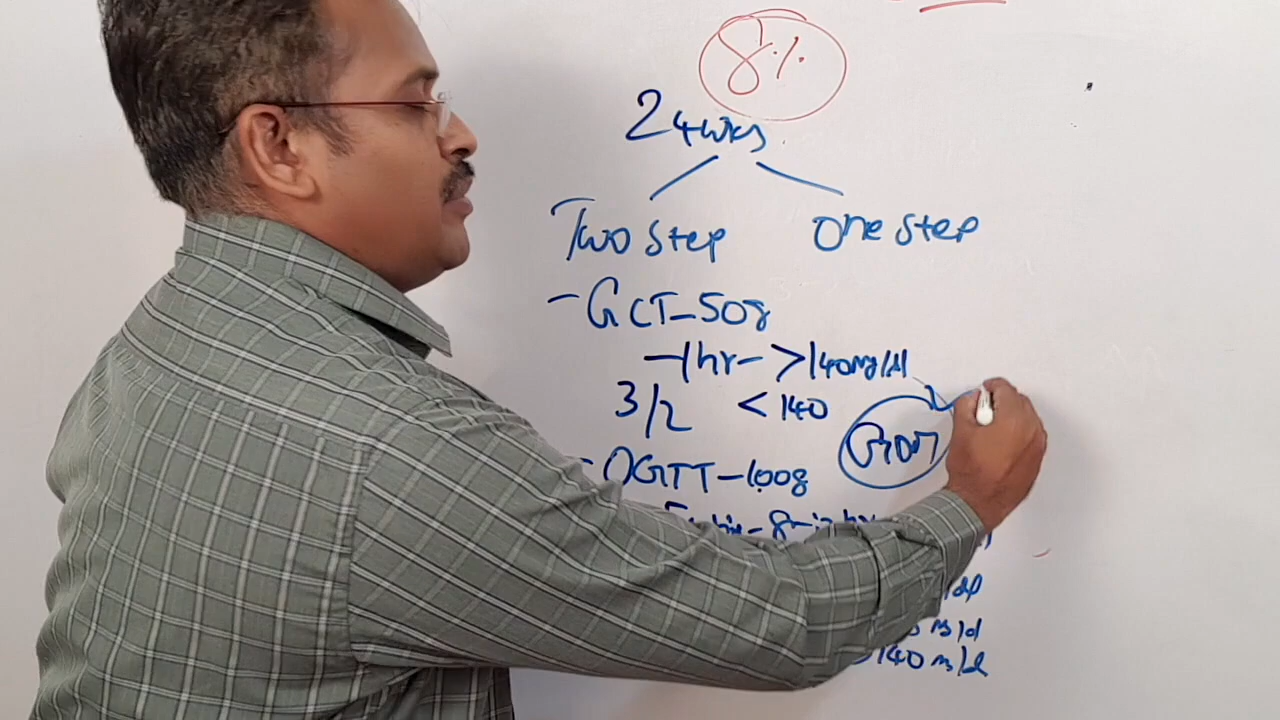 8%
24wks
Two step
one step
- GCT - 50g
- 1hr - >140mg/dl
3/2 < 140
GDM
- OGTT - 100g
140 m/dl